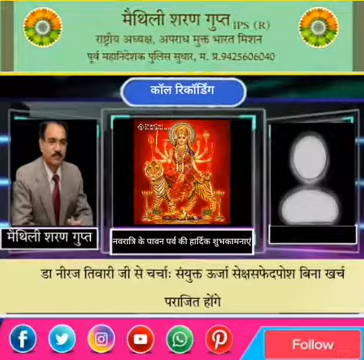 मैथिली शरण गुप्त IPS (R)
राष्ट्रीय अध्यक्ष, अपराध मुक्त भारत मिशन
पूर्व महानिदेशक पुलिस सुधार, म. प्र.9425606040
कॉल रिकॉर्डिंग
मैथिली शरण गुप्त
नवरात्रि के पावन पर्व की हार्दिक शुभकामनाएं
डा नीरज तिवारी जी से चर्चाः संयुक्त ऊर्जा सेक्षसफेदपोश बिना खर्च
पराजित होंगे
Follow